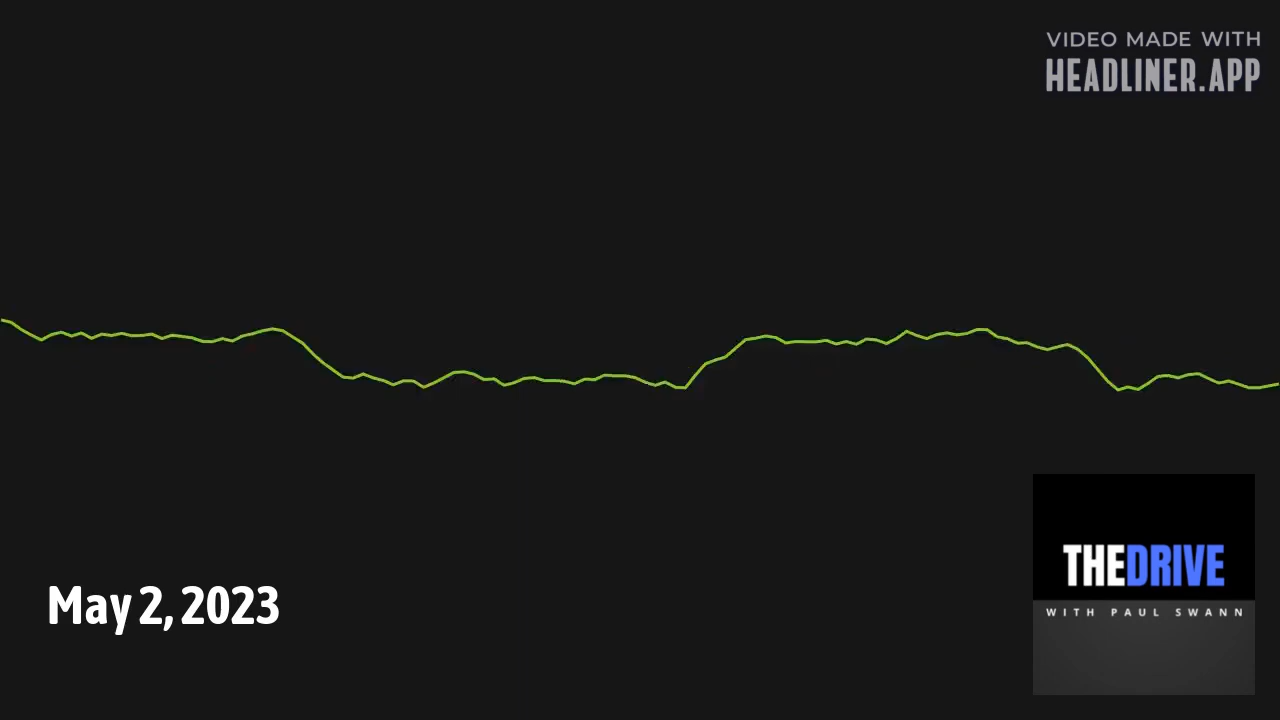 VIDEO MADE WITH
HEADLINER.APP
May 2, 2023
THEDRIVE
WITH PAUL SWANN